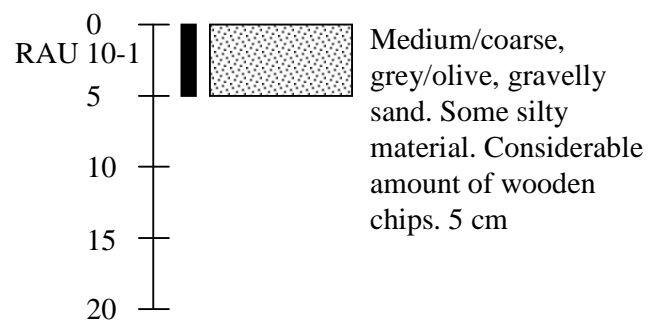 0
RAU 10-1
5
10
15
20
Medium/coarse,
grey/olive, gravelly
sand. Some silty
material. Considerable
amount of wooden
chips. 5 cm